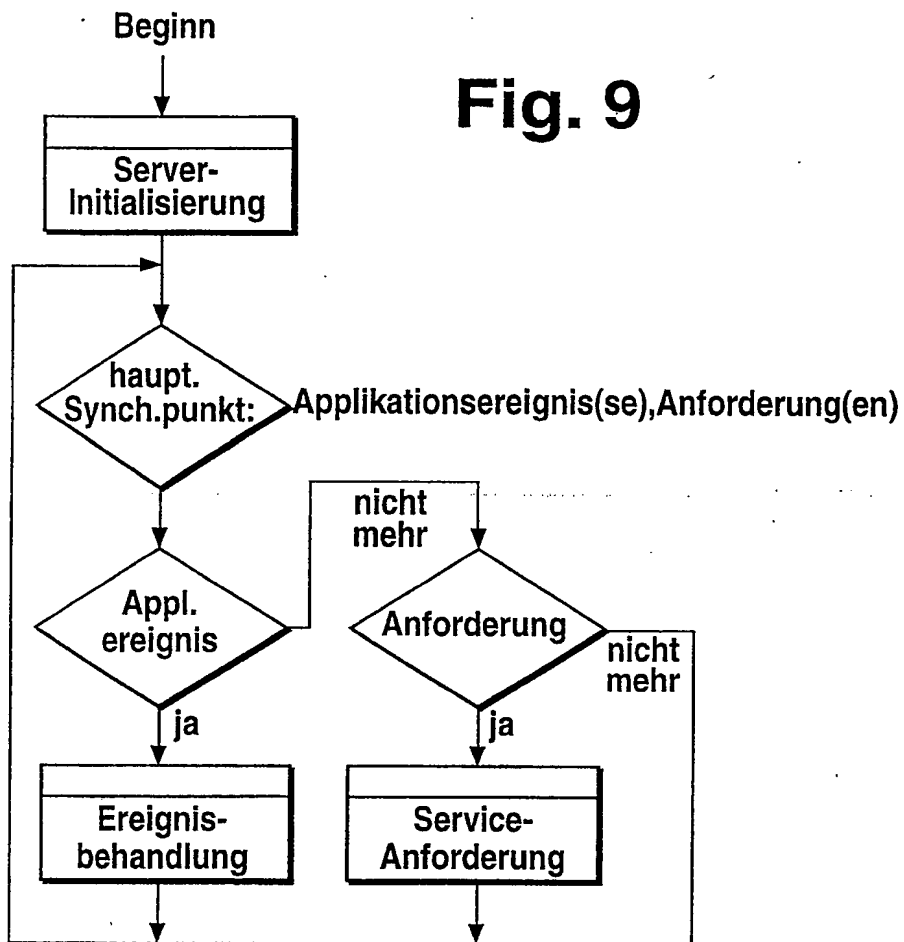 Beginn
Fig. 9
Server-
Initialisierung
haupt.
Synch.punkt:
Applikationsereignis(se),Anforderung(en)
nicht
mehr
Appl.
ereignis
Anforderung
nicht
mehr
ja
ja
Ereignis-
behandlung
Service-
Anforderung